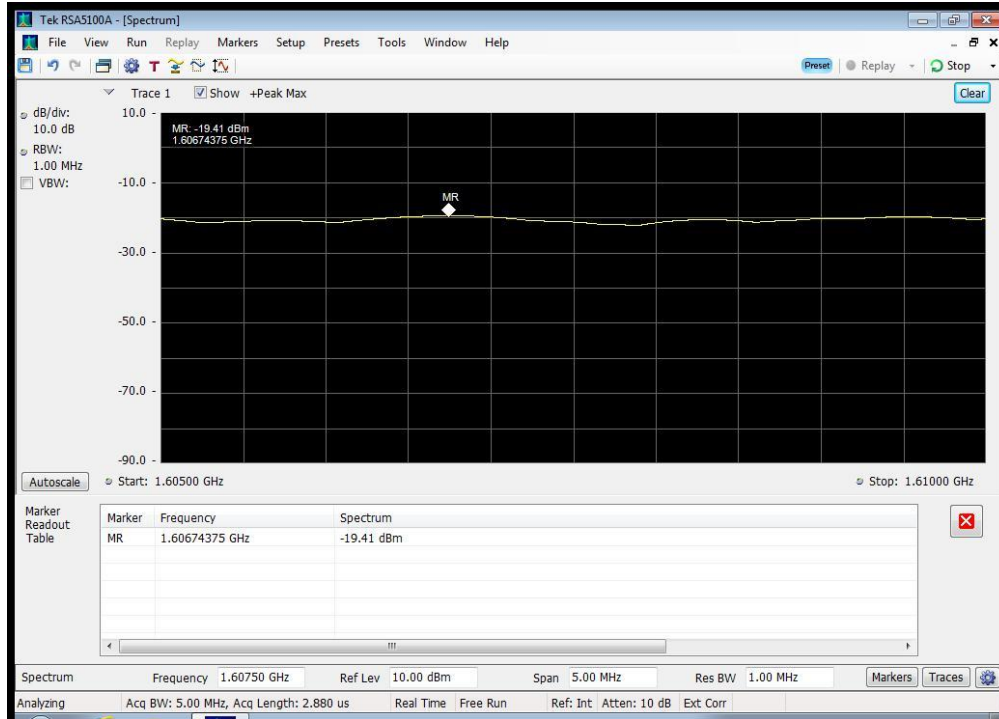 Tek RSA5100A - [Spectrum]
File View Run Replay Markers Setup Presets Tools Window Help
T Preset Replay Stop
Trace 1 Show +Peak Max Clear
dB/div:
10.0 dB
RBW:
1.00 MHz
VBW:
10.0
MR: -19.41 dBm
1.60674375 GHz
-10.0
MR
-30.0
-50.0
-70.0
-90.0
Autoscale Start: 1.60500 GHz Stop: 1.61000 GHz
Marker Readout Table
Marker Frequency Spectrum
MR 1.60674375 GHz -19.41 dBm
Spectrum Frequency 1.60750 GHz Ref Lev 10.00 dBm Span 5.00 MHz Res BW 1.00 MHz Markers Traces
Analyzing Acq BW: 5.00 MHz, Acq Length: 2.880 us Real Time Free Run Ref: Int Atten: 10 dB Ext Corr